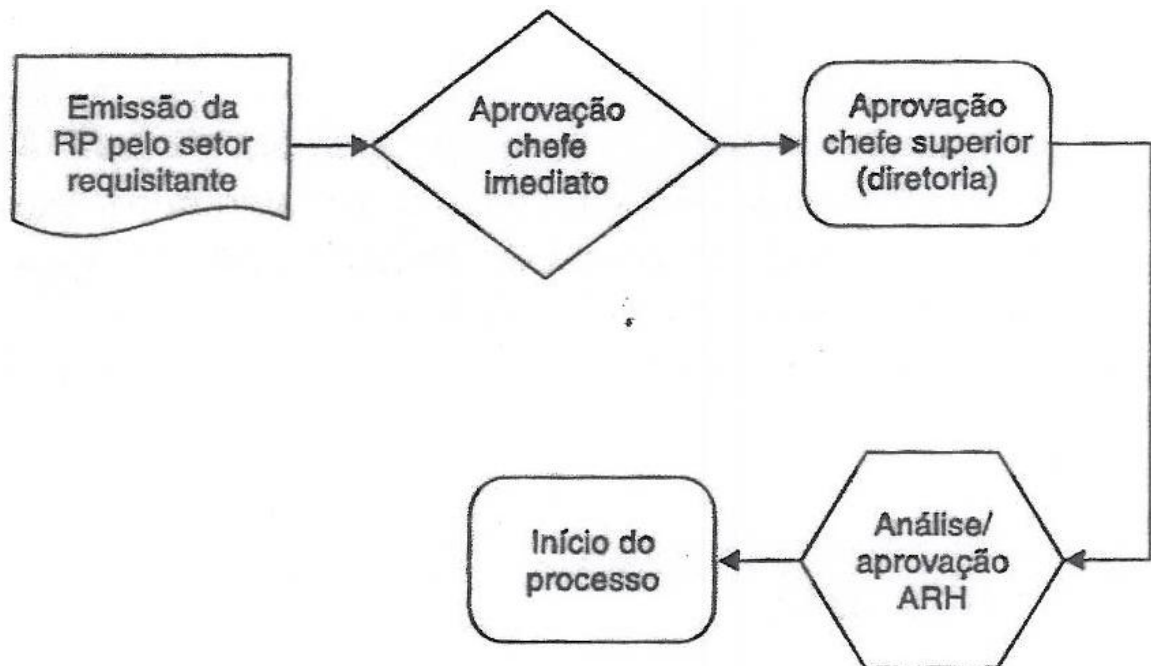 Emissão da
RP pelo setor
requisitante
Aprovação
chefe
imediato
Aprovação
chefe superior
(diretoria)
Análise/
aprovação
ARH
Início do
processo